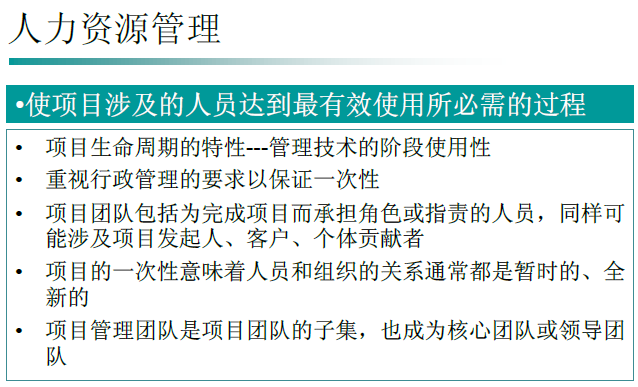 人力资源管理
•使项目涉及的人员达到最有效使用所必需的过程
• 项目生命周期的特性---管理技术的阶段使用性
• 重视行政管理的要求以保证一次性
• 项目团队包括为完成项目而承担角色或指责的人员，同样可
能涉及项目发起人、客户、个体贡献者
• 项目的一次性意味着人员和组织的关系通常都是暂时的、全
新的
• 项目管理团队是项目团队的子集，也成为核心团队或领导团
队